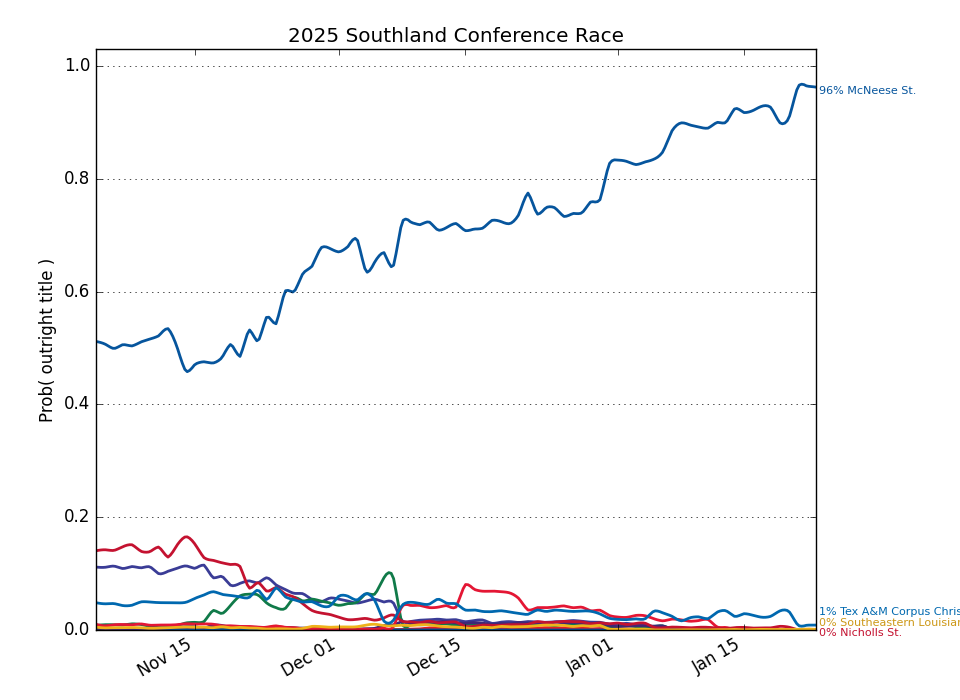 2025 Southland Conference Race
1.0
0.8
0.6
0.4
0.2
0.0
Prob( outright title )
96% McNeese St.
1% Tex A&M Corpus Chris
0% Southeastern Louisian
0% Nicholls St.
Nov 15
Dec 01
Dec 15
Jan 01
Jan 15